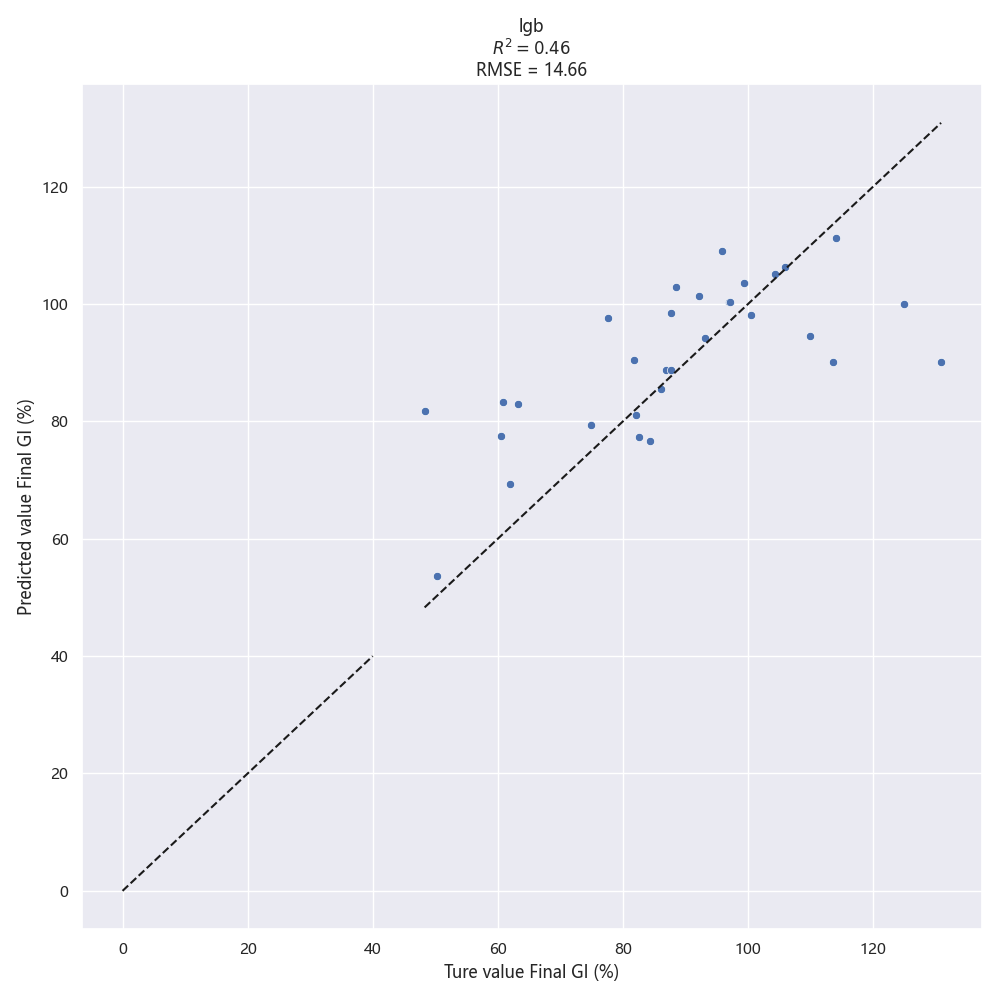 lgb
R² = 0.46
RMSE = 14.66
Predicted value Final GI (%)
120
100
80
60
40
20
0
0 20 40 60 80 100 120
Ture value Final GI (%)